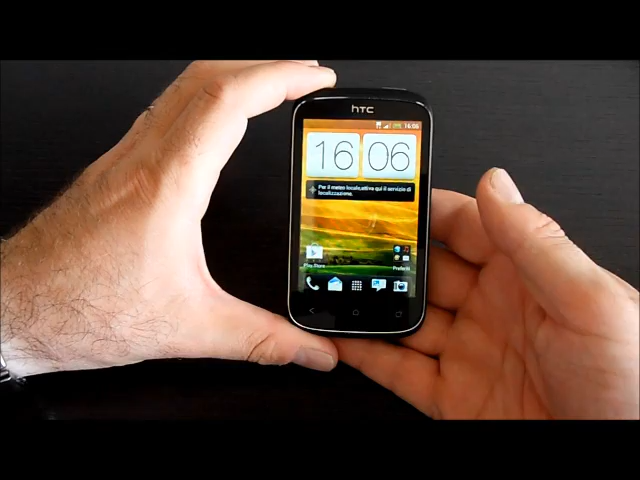 hTC
16:06
16 06
Per il meteo locale,attiva qui il servizio di
localizzazione.
Play Store
Preferiti